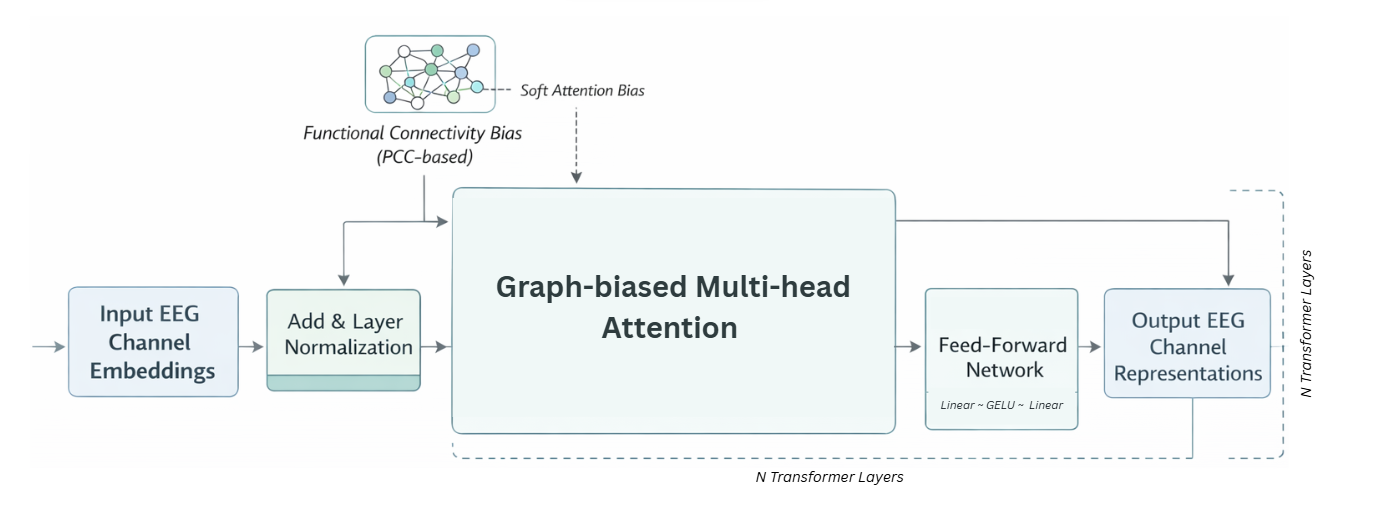 Soft Attention Bias
Functional Connectivity Bias
(PCC-based)
Graph-biased Multi-head
Attention
Input EEG
Channel
Embeddings
Add & Layer
Normalization
Feed-Forward
Network
Linear ~ GELU ~ Linear
Output EEG
Channel
Representations
N Transformer Layers
N Transformer Layers